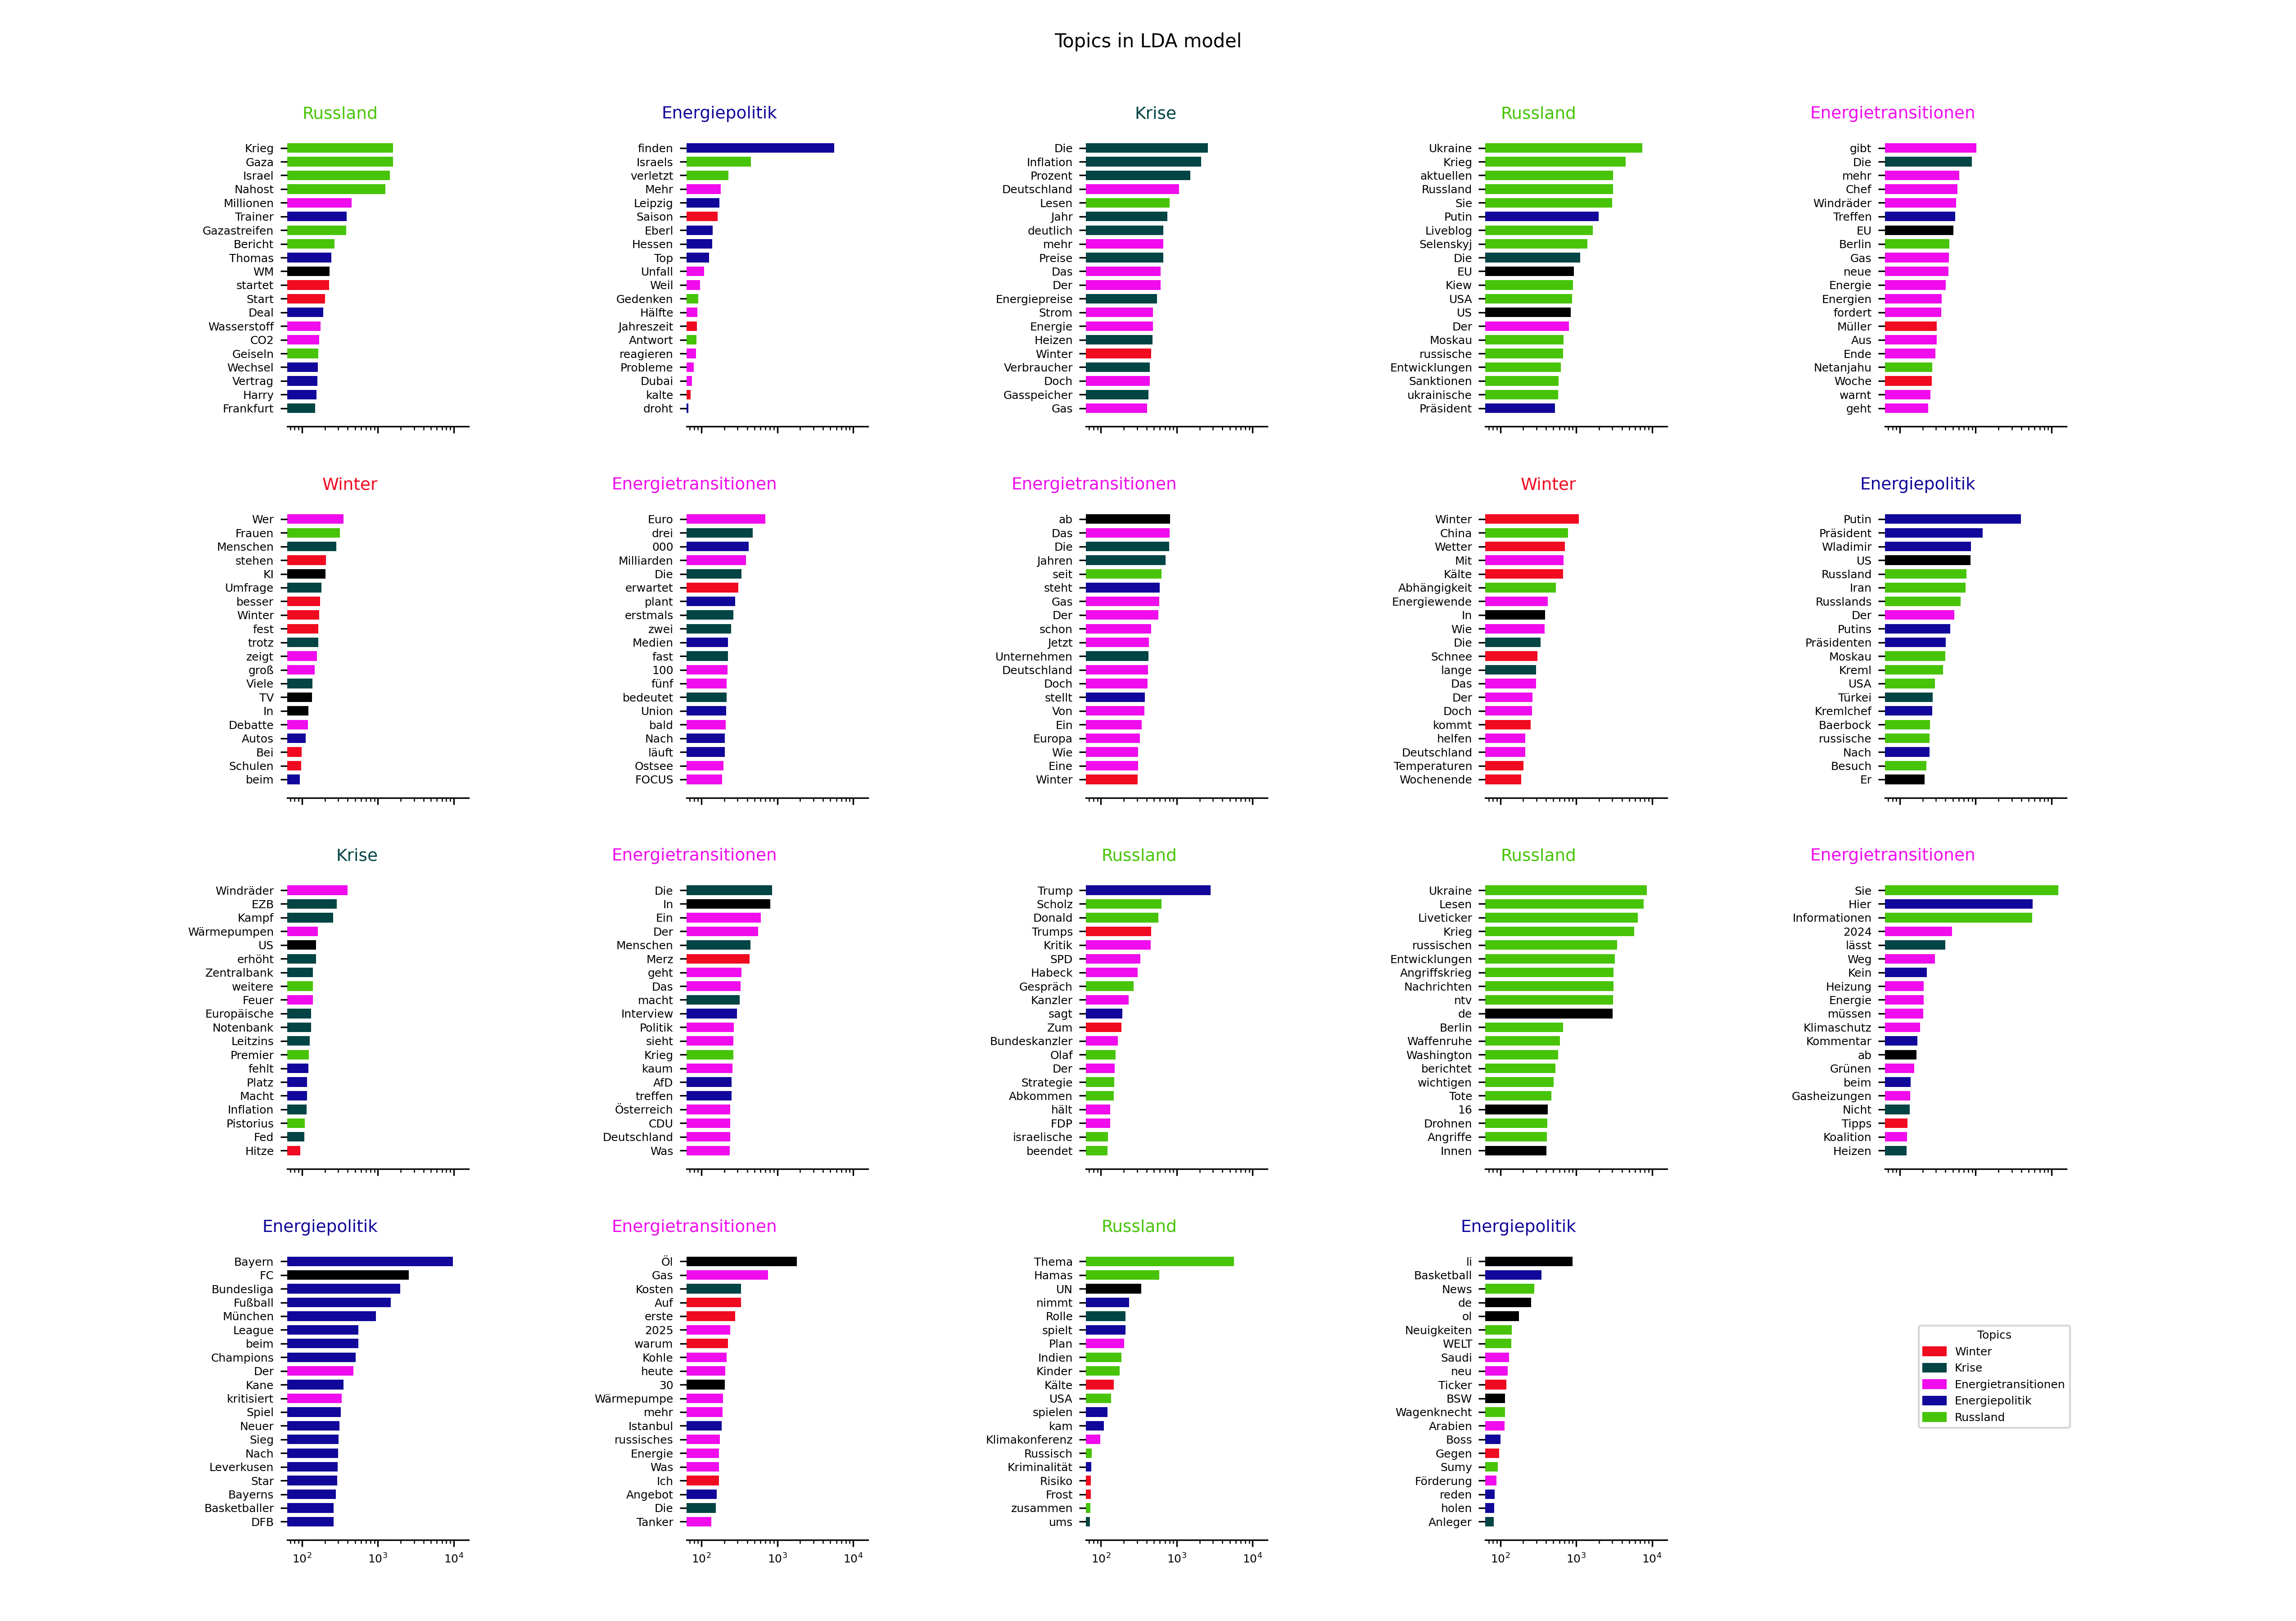 Topics in LDA model
Russland
Krieg
Gaza
Israel
Nahost
Millionen
Trainer
Gazastreifen
Bericht
Thomas
WM
startet
Start
Deal
Wasserstoff
CO2
Geiseln
Wechsel
Vertrag
Harry
Frankfurt
Energiepolitik
finden
Israels
verletzt
Mehr
Leipzig
Saison
Eberl
Hessen
Top
Unfall
Weil
Gedenken
Hälfte
Jahreszeit
Antwort
reagieren
Probleme
Dubai
kalte
droht
Krise
Die
Inflation
Prozent
Deutschland
Lesen
Jahr
deutlich
mehr
Preise
Das
Der
Energiepreise
Strom
Energie
Heizen
Winter
Verbraucher
Doch
Gasspeicher
Gas
Russland
Ukraine
Krieg
aktuellen
Russland
Sie
Putin
Liveblog
Selenskyj
Die
EU
Kiew
USA
US
Der
Moskau
russische
Entwicklungen
Sanktionen
ukrainische
Präsident
Energietransitionen
gibt
Die
mehr
Chef
Windräder
Treffen
EU
Berlin
Gas
neue
Energie
Energien
fordert
Müller
Aus
Ende
Netanjahu
Woche
warnt
geht
Winter
Wer
Frauen
Menschen
stehen
KI
Umfrage
besser
Winter
fest
trotz
zeigt
groß
Viele
TV
In
Debatte
Autos
Bei
Schulen
beim
Energietransitionen
Euro
drei
000
Milliarden
Die
erwartet
plant
erstmals
zwei
Medien
fast
100
fünf
bedeutet
Union
bald
Nach
läuft
Ostsee
FOCUS
Energietransitionen
ab
Das
Die
Jahren
seit
steht
Gas
Der
schon
Jetzt
Unternehmen
Deutschland
Doch
stellt
Von
Ein
Europa
Wie
Eine
Winter
Winter
Winter
China
Wetter
Mit
Kälte
Abhängigkeit
Energiewende
In
Wie
Die
Schnee
lange
Das
Der
Doch
kommt
helfen
Deutschland
Temperaturen
Wochenende
Energiepolitik
Putin
Präsident
Wladimir
US
Russland
Iran
Russlands
Der
Putins
Präsidenten
Moskau
Kreml
USA
Türkei
Kremlchef
Baerbock
russische
Nach
Besuch
Er
Krise
Windräder
EZB
Kampf
Wärmepumpen
US
erhöht
Zentralbank
weitere
Feuer
Europäische
Notenbank
Leitzins
Premier
fehlt
Platz
Macht
Inflation
Pistorius
Fed
Hitze
Energietransitionen
Die
In
Ein
Der
Menschen
Merz
geht
Das
macht
Interview
Politik
sieht
Krieg
kaum
AfD
treffen
Österreich
CDU
Deutschland
Was
Russland
Trump
Scholz
Donald
Trumps
Kritik
SPD
Habeck
Gespräch
Kanzler
sagt
Zum
Bundeskanzler
Olaf
Der
Strategie
Abkommen
hält
FDP
israelische
beendet
Russland
Ukraine
Lesen
Liveticker
Krieg
russischen
Entwicklungen
Angriffskrieg
Nachrichten
ntv
de
Berlin
Waffenruhe
Washington
berichtet
wichtigen
Tote
16
Drohnen
Angriffe
Innen
Energietransitionen
Sie
Hier
Informationen
2024
lässt
Weg
Kein
Heizung
Energie
müssen
Klimaschutz
Kommentar
ab
Grünen
beim
Gasheizungen
Nicht
Tipps
Koalition
Heizen
Energiepolitik
Bayern
FC
Bundesliga
Fußball
München
League
beim
Champions
Der
Kane
kritisiert
Spiel
Neuer
Sieg
Nach
Leverkusen
Star
Bayerns
Basketballer
DFB
10² 10³ 10⁴
Energietransitionen
Öl
Gas
Kosten
Auf
erste
2025
warum
Kohle
heute
30
Wärmepumpe
mehr
Istanbul
russisches
Energie
Was
Ich
Angebot
Die
Tanker
10² 10³ 10⁴
Russland
Thema
Hamas
UN
nimmt
Rolle
spielt
Plan
Indien
Kinder
Kälte
USA
spielen
kam
Klimakonferenz
Russisch
Kriminalität
Risiko
Frost
zusammen
ums
10² 10³ 10⁴
Energiepolitik
li
Basketball
News
de
ol
Neuigkeiten
WELT
Saudi
neu
Ticker
BSW
Wagenknecht
Arabien
Boss
Gegen
Sumy
Förderung
reden
holen
Anleger
10² 10³ 10⁴
Topics
Winter
Krise
Energietransitionen
Energiepolitik
Russland